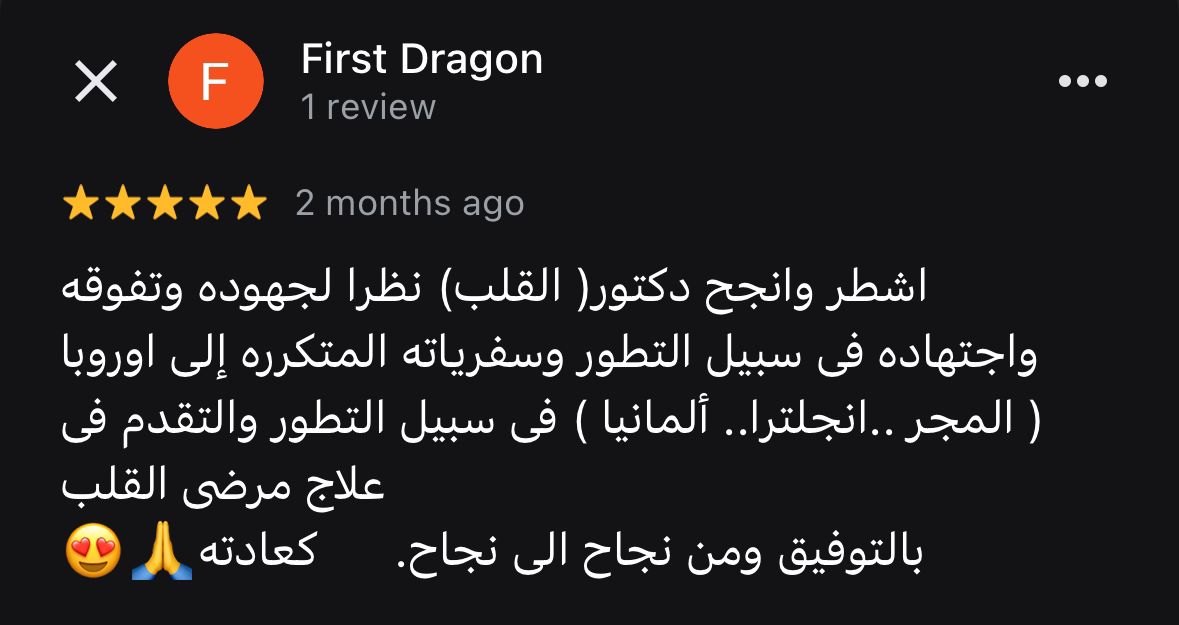 First Dragon
F
1 review
2 months ago
اشطر وانجح دكتور( القلب) نظرا لجهوده وتفوقه
واجتهاده فى سبيل التطور وسفرياته المتكرره إلى اوروبا
( المجر ..انجلترا.. ألمانيا ) فى سبيل التطور والتقدم فى
علاج مرضى القلب
بالتوفيق ومن نجاح الى نجاح. كعادته🙏😍